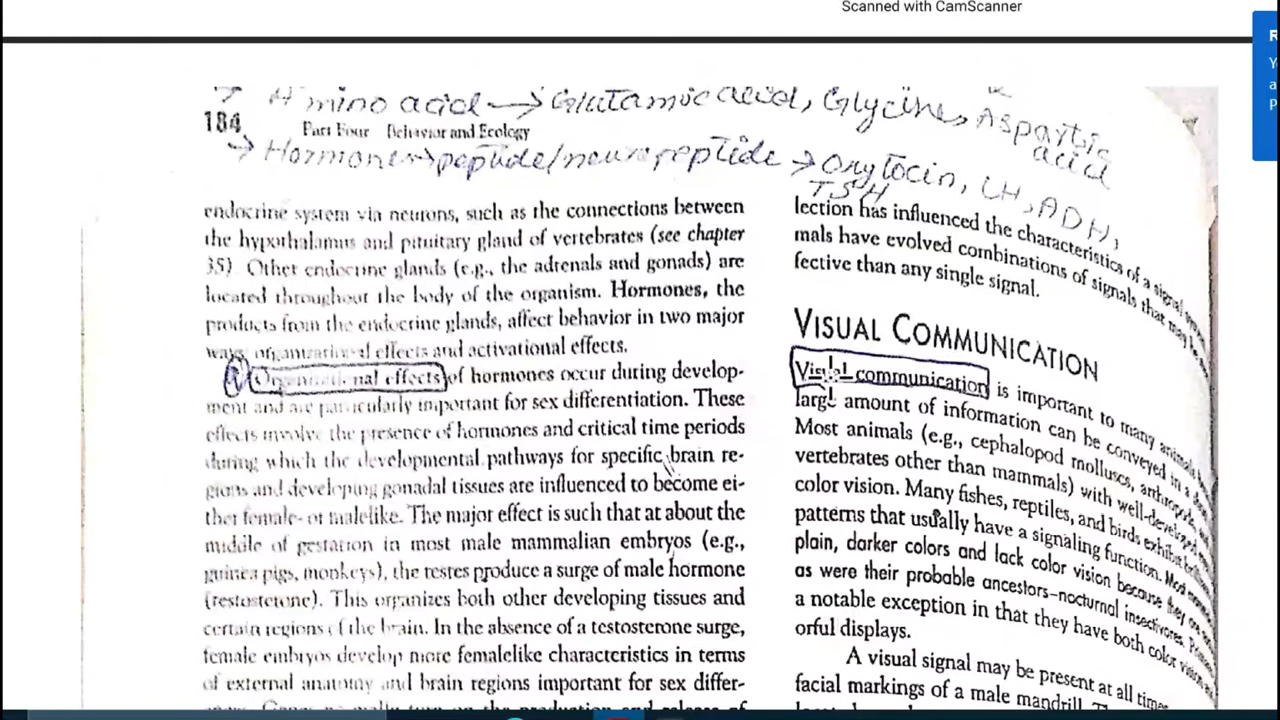 Scanned with CamScanner
Amino acid → Glutamic acid, Glycine, Aspartic acid
184 Part Four Behavior and Ecology
→ Hormone → peptide/neuropeptide → Oxytocin, LH, ADH,
TSH
endocrine system via neurons, such as the connections between
the hypothalamus and pituitary gland of vertebrates (see chapter
35). Other endocrine glands (e.g., the adrenals and gonads) are
located throughout the body of the organism. Hormones, the
products from the endocrine glands, affect behavior in two major
ways: organizational effects and activational effects.
Organizational effects of hormones occur during develop-
ment and are particularly important for sex differentiation. These
effects involve the presence of hormones and critical time periods
during which the developmental pathways for specific brain re-
gions and developing gonadal tissues are influenced to become ei-
ther female- or malelike. The major effect is such that at about the
middle of gestation in most male mammalian embryos (e.g.,
guinea pigs, monkeys), the testes produce a surge of male hormone
(testosterone). This organizes both other developing tissues and
certain regions of the brain. In the absence of a testosterone surge,
female embryos develop more femalelike characteristics in terms
of external anatomy and brain regions important for sex differ-
lection has influenced the characteristics of a signal
mals have evolved combinations of signals that may be
fective than any single signal.
VISUAL COMMUNICATION
Visual communication is important to many animals
large amount of information can be conveyed in a
Most animals (e.g., cephalopod molluscs, arthropods,
vertebrates other than mammals) with well-developed
color vision. Many fishes, reptiles, and birds exhibit
patterns that usually have a signaling function. Most
plain, darker colors and lack color vision because they are
as were their probable ancestors–nocturnal insectivores.
a notable exception in that they have both color vision and
orful displays.
A visual signal may be present at all times
facial markings of a male mandrill.